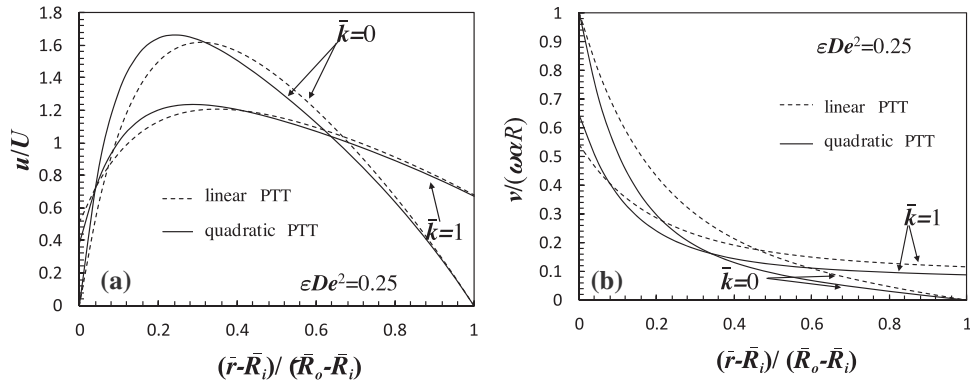 1.8
1.6
1.4
1.2
1
0.8
0.6
0.4
0.2
0
u/U
k̄=0
linear PTT
quadratic PTT
k̄=1
(a)
εDe²=0.25
0 0.2 0.4 0.6 0.8 1
(r̄-R̄ᵢ)/ (R̄ₒ-R̄ᵢ)
1
0.9
0.8
0.7
0.6
0.5
0.4
0.3
0.2
0.1
0
v/(ωαR)
εDe²=0.25
linear PTT
quadratic PTT
k̄=1
(b)
k̄=0
0 0.2 0.4 0.6 0.8 1
(r̄-R̄ᵢ)/ (R̄ₒ-R̄ᵢ)